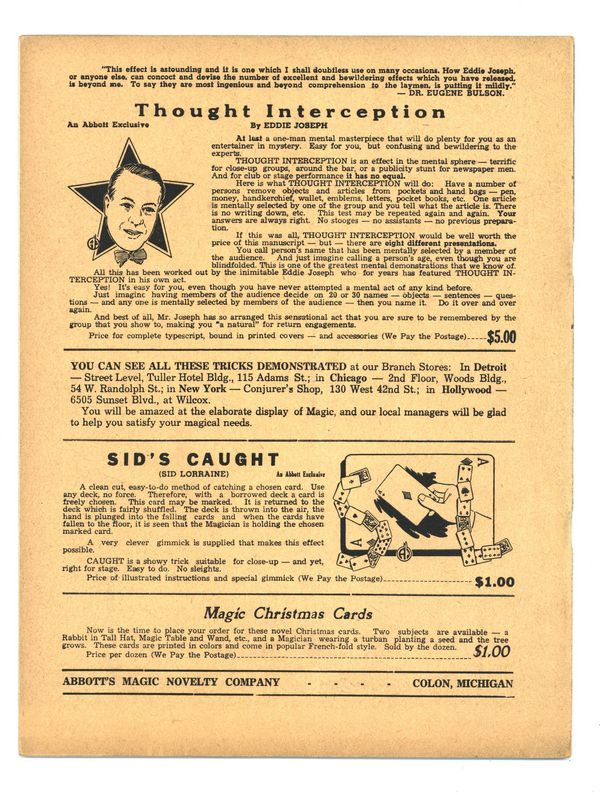 "This effect is astounding and it is one which I shall doubtless use on many occasions. How Eddie Joseph,
or anyone else, can concoct and devise the number of excellent and bewildering effects which you have released,
is beyond me. To say they are most ingenious and beyond comprehension to the laymen, is putting it mildly."
— DR. EUGENE BULSON.
Thought Interception
An Abbott Exclusive
By EDDIE JOSEPH
At last a one-man mental masterpiece that will do plenty for you as an
entertainer in mystery. Easy for you, but confusing and bewildering to the
experts.
THOUGHT INTERCEPTION is an effect in the mental sphere — terrific
for close-up groups, around the bar, or a publicity stunt for newspaper men.
And for club or stage performance it has no equal.
Here is what THOUGHT INTERCEPTION will do: Have a number of
persons remove objects and articles from pockets and hand bags — pen,
money, handkerchief, wallet, emblems, letters, pocket books, etc. One article
is mentally selected by one of the group and you tell what the article is. There
is no writing down, etc. This test may be repeated again and again. Your
answers are always right. No stooges — no assistants — no previous prepara-
tion.
If this was all, THOUGHT INTERCEPTION would be well worth the
price of this manuscript — but — there are eight different presentations.
You call person's name that has been mentally selected by a member of
the audience. And just imagine calling a person's age, even though you are
blindfolded. This is one of the greatest mental demonstrations that we know of.
All this has been worked out by the inimitable Eddie Joseph who for years has featured THOUGHT IN-
TERCEPTION in his own act.
Yes! It's easy for you, even though you have never attempted a mental act of any kind before.
Just imagine having members of the audience decide on 20 or 30 names — objects — sentences — ques-
tions — and any one is mentally selected by members of the audience — then you name it. Do it over and over
again.
And best of all, Mr. Joseph has so arranged this sensational act that you are sure to be remembered by the
group that you show to, making you "a natural" for return engagements.
Price for complete typescript, bound in printed covers — and accessories (We Pay the Postage).....$5.00
YOU CAN SEE ALL THESE TRICKS DEMONSTRATED at our Branch Stores: In Detroit
— Street Level, Tuller Hotel Bldg., 115 Adams St.; in Chicago — 2nd Floor, Woods Bldg.,
54 W. Randolph St.; in New York — Conjurer's Shop, 130 West 42nd St.; in Hollywood —
6505 Sunset Blvd., at Wilcox.
You will be amazed at the elaborate display of Magic, and our local managers will be glad
to help you satisfy your magical needs.
SID'S CAUGHT
(SID LORRAINE)
An Abbott Exclusive
A clean cut, easy-to-do method of catching a chosen card. Use
any deck, no force. Therefore, with a borrowed deck a card is
freely chosen. This card may be marked. It is returned to the
deck which is fairly shuffled. The deck is thrown into the air, the
hand is plunged into the falling cards and when the cards have
fallen to the floor, it is seen that the Magician is holding the chosen
marked card.
A very clever gimmick is supplied that makes this effect
possible.
CAUGHT is a showy trick suitable for close-up — and yet,
right for stage. Easy to do. No sleights.
Price of illustrated instructions and special gimmick (We Pay the Postage)....................$1.00
Magic Christmas Cards
Now is the time to place your order for these novel Christmas cards. Two subjects are available — a
Rabbit in Tall Hat, Magic Table and Wand, etc., and a Magician wearing a turban planting a seed and the tree
grows. These cards are printed in colors and come in popular French-fold style. Sold by the dozen.
Price per dozen (We Pay the Postage)..................................................$1.00
ABBOTT'S MAGIC NOVELTY COMPANY - - - - COLON, MICHIGAN